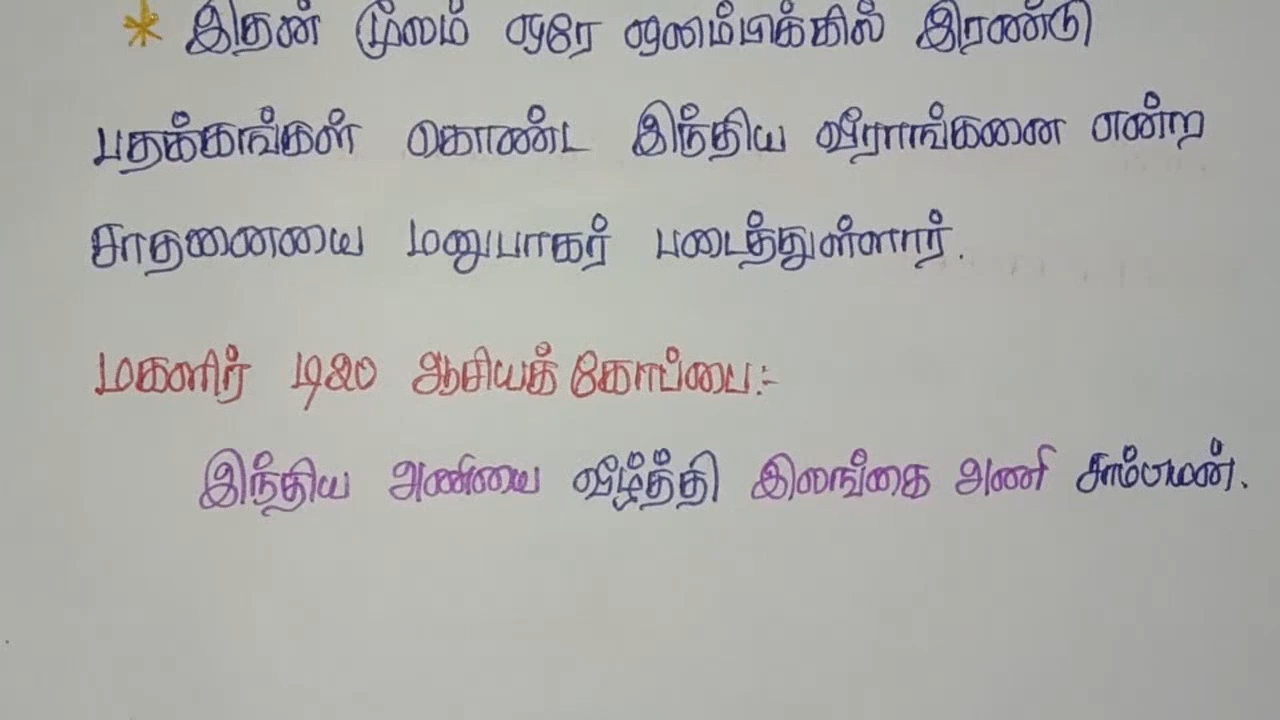 * இதன் மூலம் ஒரே ஒலிம்பிக்கில் இரண்டு
பதக்கங்கள் கொண்ட இந்திய வீராங்கனை என்ற
சாதனையை மனுபாகர் படைத்துள்ளார்.
மகளிர் டி20 ஆசியக் கோப்பை:-
இந்திய அணியை வீழ்த்தி இலங்கை அணி சாம்பியன்.